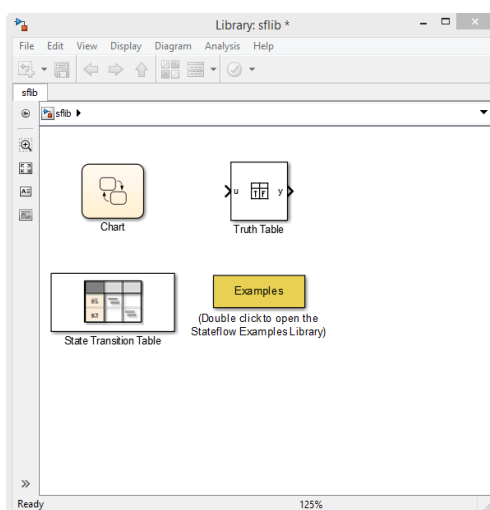 Library: sflib *
File Edit View Display Diagram Analysis Help
sflib
sflib
Chart
u y
T F
Truth Table
State Transition Table
Examples
(Double click to open the
Stateflow Examples Library)
Ready 125%